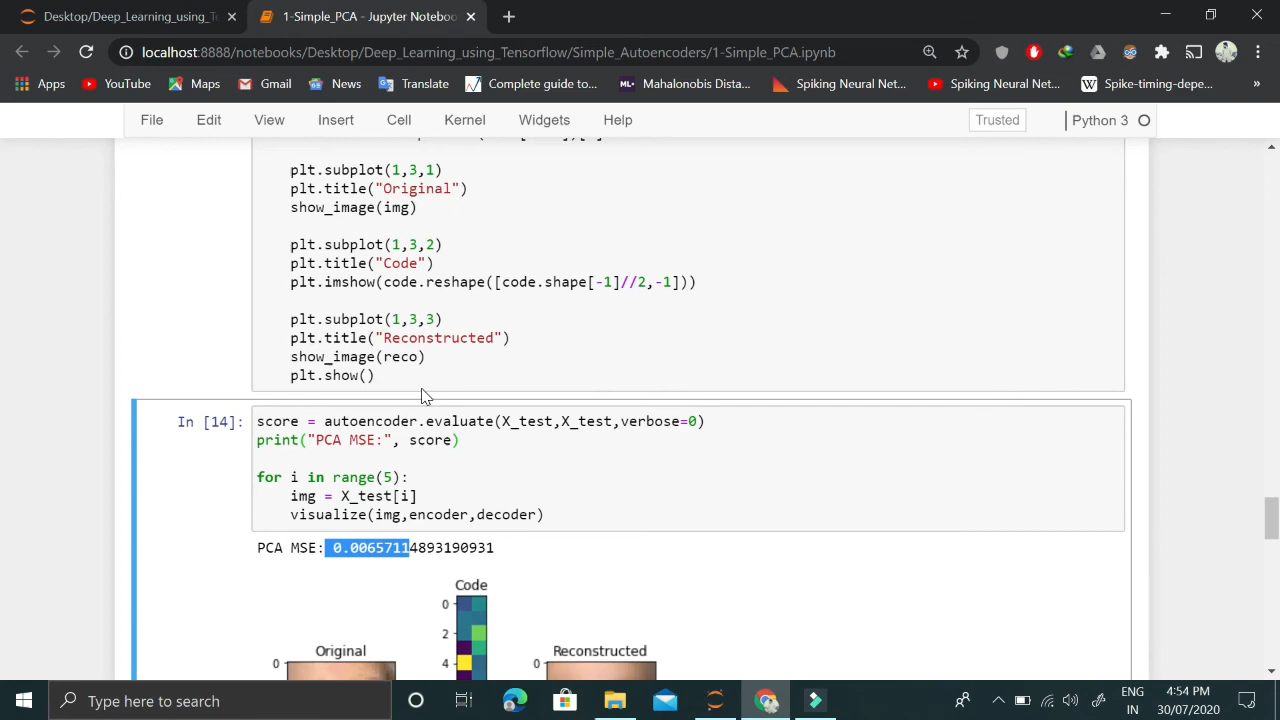 Desktop/Deep_Learning_using_Te
1-Simple_PCA - Jupyter Noteboo
localhost:8888/notebooks/Desktop/Deep_Learning_using_Tensorflow/Simple_Autoencoders/1-Simple_PCA.ipynb
Apps YouTube Maps Gmail News Translate Complete guide to... ML+ Mahalonobis Dista... Spiking Neural Net... Spiking Neural Net... W Spike-timing-depe... »
File Edit View Insert Cell Kernel Widgets Help Trusted Python 3
plt.subplot(1,3,1)
plt.title("Original")
show_image(img)
plt.subplot(1,3,2)
plt.title("Code")
plt.imshow(code.reshape([code.shape[-1]//2,-1]))
plt.subplot(1,3,3)
plt.title("Reconstructed")
show_image(reco)
plt.show()
In [14]: score = autoencoder.evaluate(X_test,X_test,verbose=0)
print("PCA MSE:", score)
for i in range(5):
img = X_test[i]
visualize(img,encoder,decoder)
PCA MSE: 0.00657114893190931
Code
0
2
Original Reconstructed
0 4 0
Type here to search
ENG 4:54 PM
IN 30/07/2020